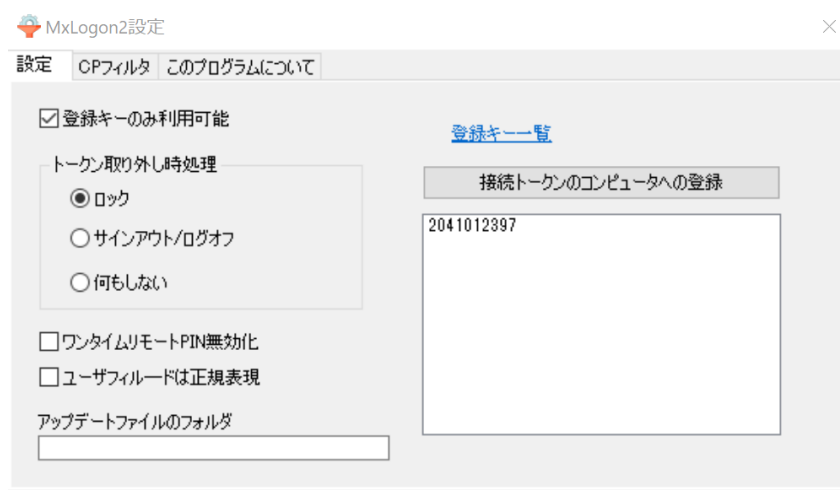 MxLogon2設定
設定
CPフィルタ
このプログラムについて
登録キーのみ利用可能
トークン取り外し時処理
ロック
サインアウト/ログオフ
何もしない
ワンタイムリモートPIN無効化
ユーザフィルードは正規表現
アップデートファイルのフォルダ
登録キー一覧
接続トークンのコンピュータへの登録
2041012397